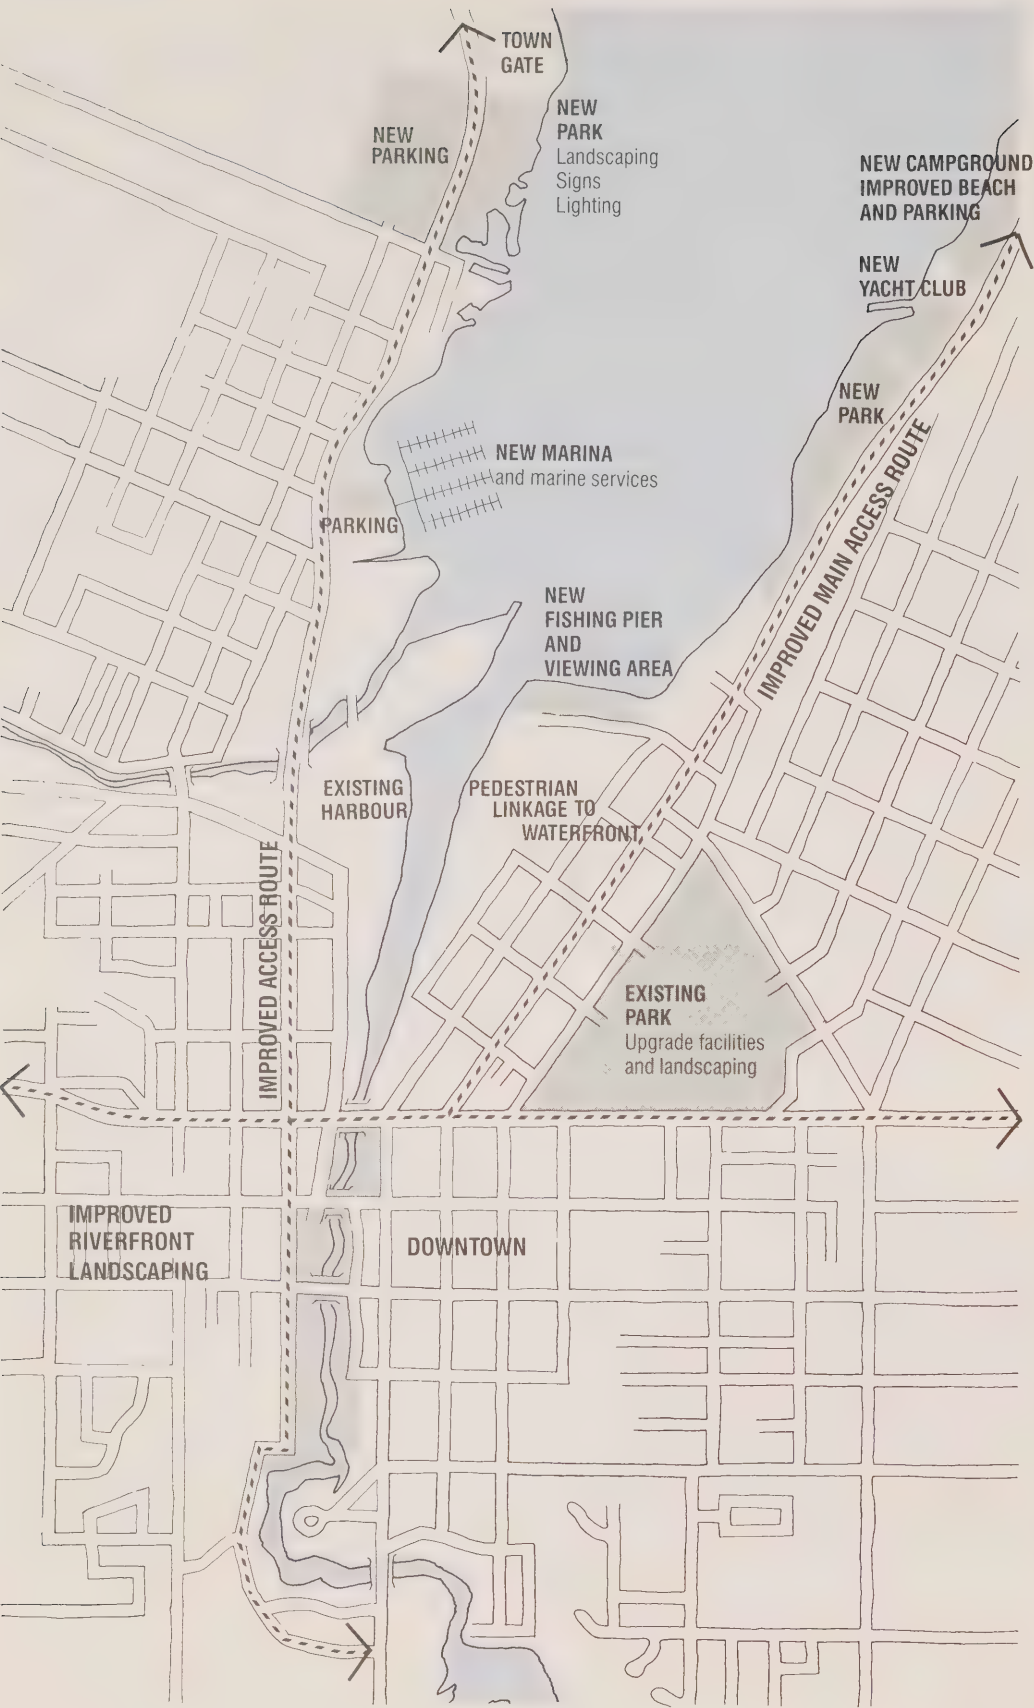 TOWN
GATE
NEW
PARK
Landscaping
Signs
Lighting
NEW
PARKING
NEW CAMPGROUND
IMPROVED BEACH
AND PARKING
NEW
YACHT CLUB
NEW
PARK
IMPROVED MAIN ACCESS ROUTE
NEW MARINA
and marine services
PARKING
NEW
FISHING PIER
AND
VIEWING AREA
EXISTING
HARBOUR
PEDESTRIAN
LINKAGE TO
WATERFRONT
IMPROVED ACCESS ROUTE
EXISTING
PARK
Upgrade facilities
and landscaping
IMPROVED
RIVERFRONT
LANDSCAPING
DOWNTOWN